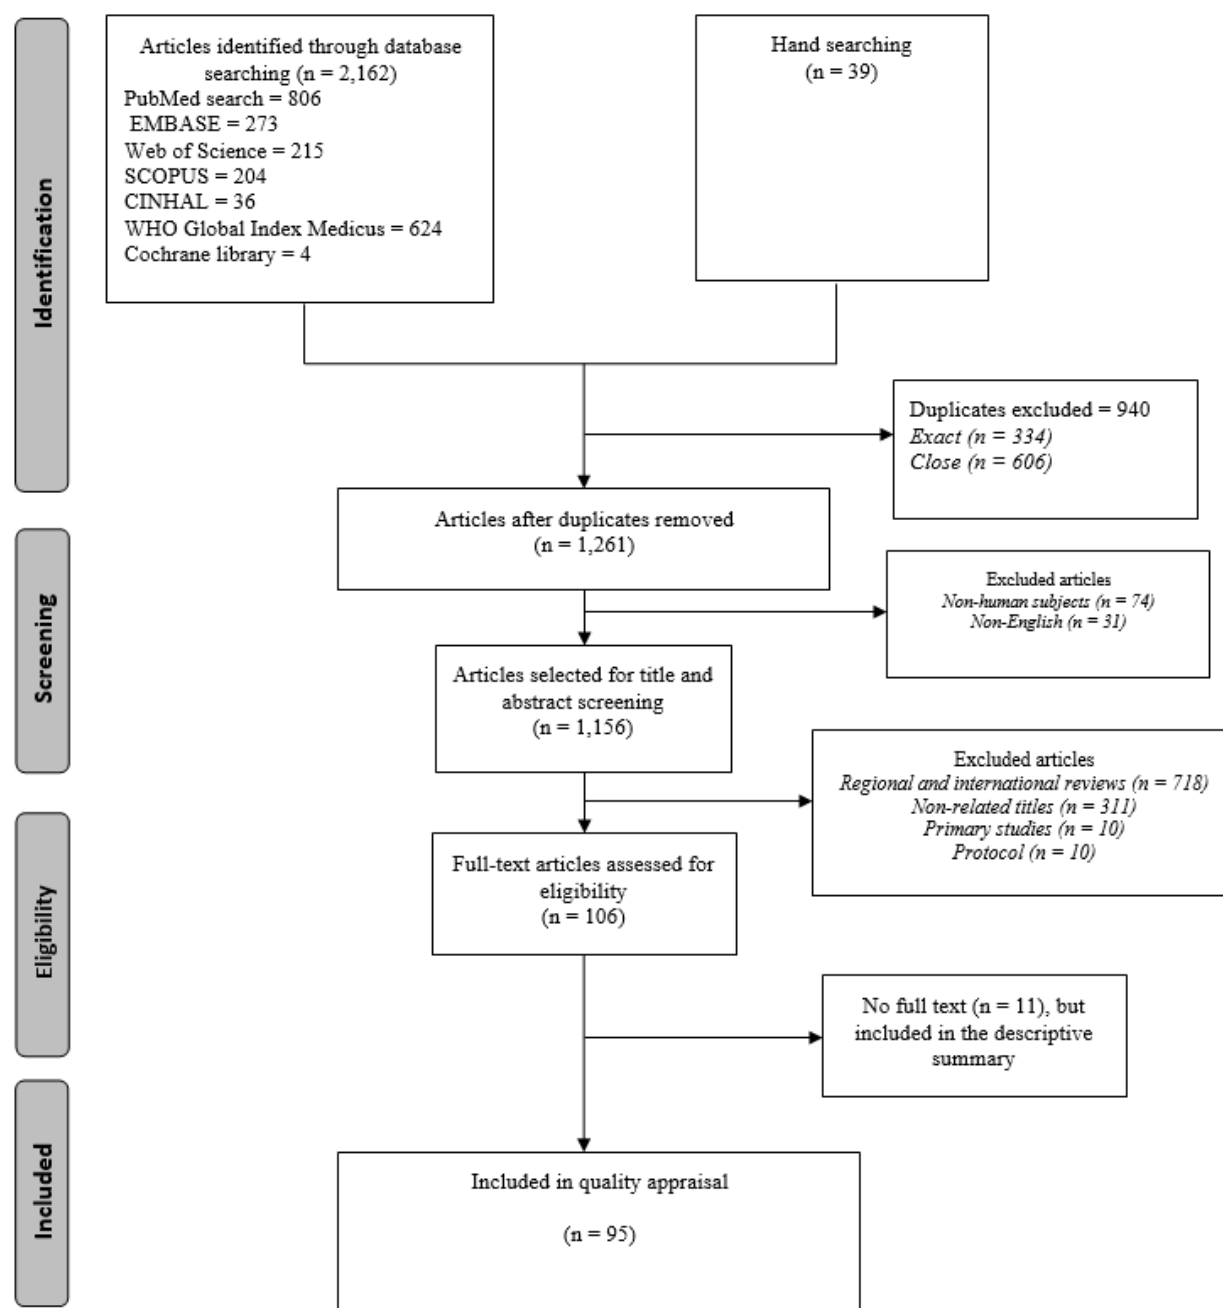 Identification
Articles identified through database
searching (n = 2,162)
PubMed search = 806
EMBASE = 273
Web of Science = 215
SCOPUS = 204
CINHAL = 36
WHO Global Index Medicus = 624
Cochrane library = 4
Hand searching
(n = 39)
Duplicates excluded = 940
Exact (n = 334)
Close (n = 606)
Articles after duplicates removed
(n = 1,261)
Screening
Excluded articles
Non-human subjects (n = 74)
Non-English (n = 31)
Articles selected for title and
abstract screening
(n = 1,156)
Excluded articles
Regional and international reviews (n = 718)
Non-related titles (n = 311)
Primary studies (n = 10)
Protocol (n = 10)
Eligibility
Full-text articles assessed for
eligibility
(n = 106)
No full text (n = 11), but
included in the descriptive
summary
Included
Included in quality appraisal
(n = 95)